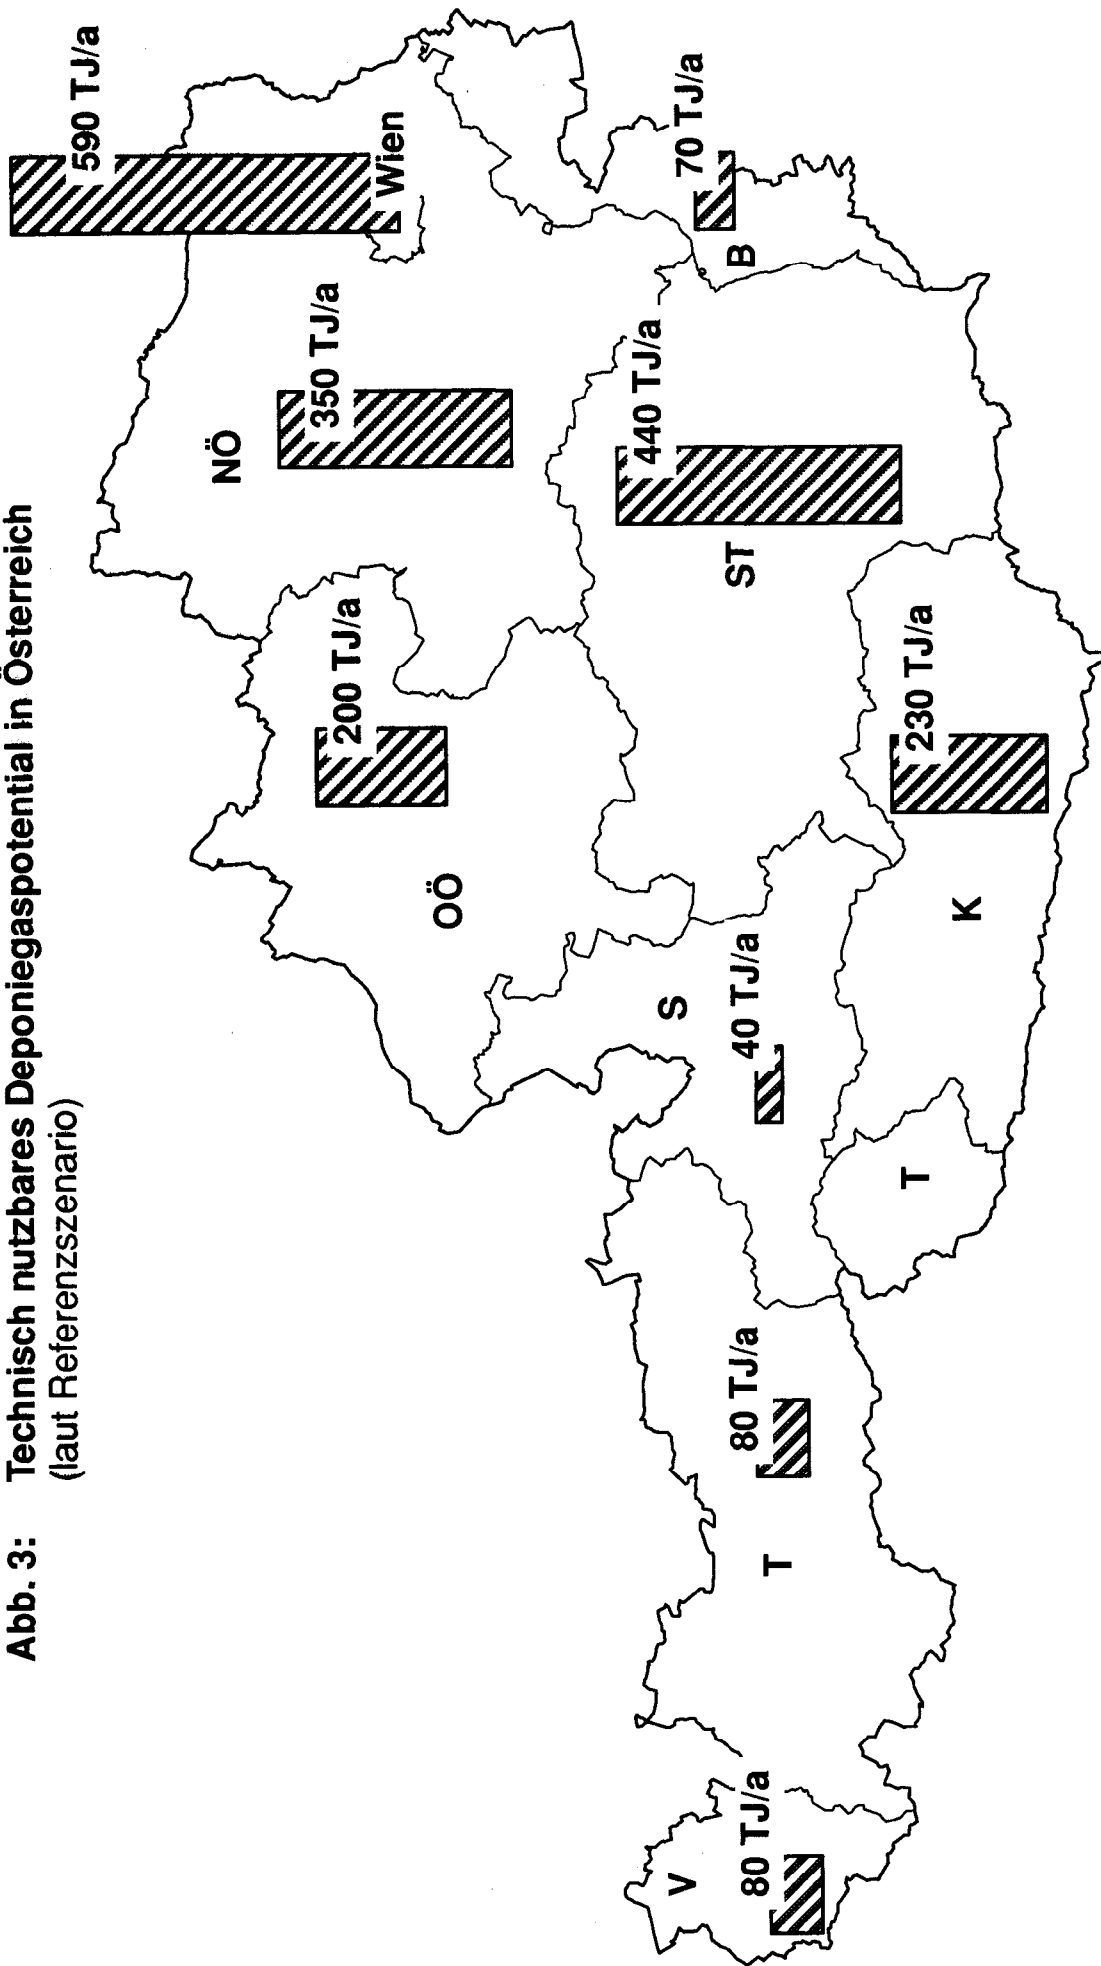 Abb. 3: Technisch nutzbares Deponiegaspotential in Österreich
(laut Referenzszenario)
590 TJ/a
Wien
NÖ
350 TJ/a
200 TJ/a
OÖ
70 TJ/a
B
440 TJ/a
ST
230 TJ/a
K
S
40 TJ/a
T
80 TJ/a
T
V
80 TJ/a